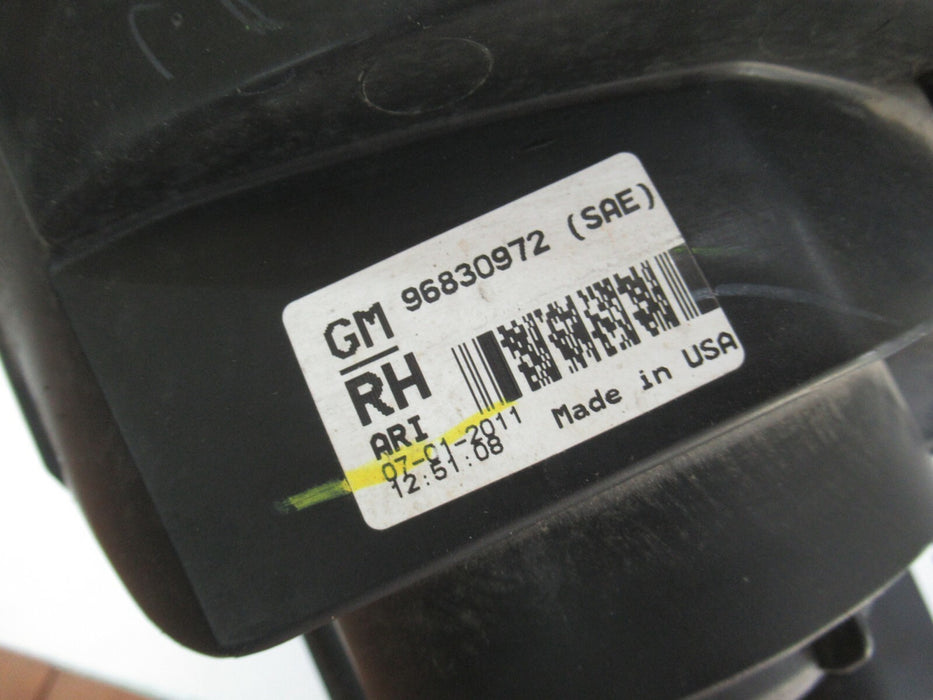 96830972 (SAE)
GM
RH
ARI
07-01-2011
12:51:08
Made in USA